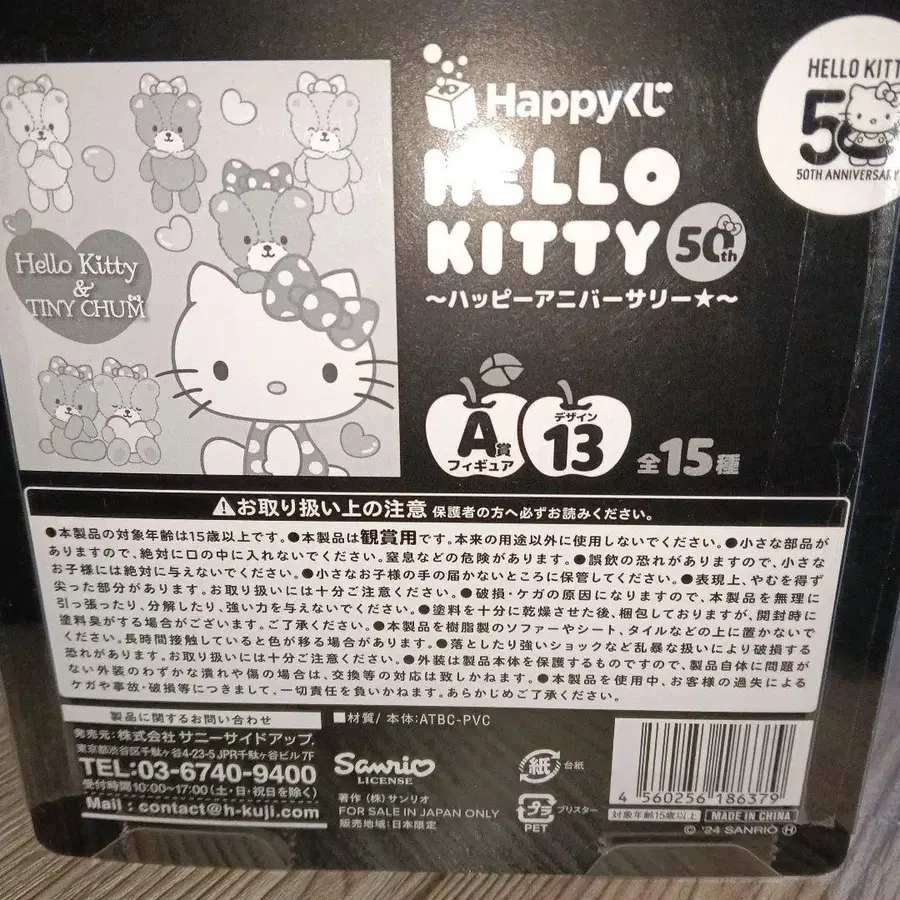 Happyくじ
HELLO
KITTY 50th
～ハッピーアニバーサリー★～
HELLO KITT
50
50TH ANNIVERSARY
Hello Kitty
&
TINY CHUM
A賞
フィギュア
デザイン
13
全15種
お取り扱い上の注意 保護者の方へ必ずお読みください。
●本製品の対象年齢は15歳以上です。●本製品は観賞用です。本来の用途以外に使用しないでください。●小さな部品が
ありますので、絶対に口の中に入れないでください。窒息などの危険があります。●誤飲の恐れがありますので、小さな
お子様には絶対に与えないでください。●小さなお子様の手の届かないところに保管してください。●表現上、やむを得ず
尖った部分があります。お取り扱いには十分ご注意ください。●破損・ケガの原因になりますので、本製品を無理に
引っ張ったり、分解したり、強い力を与えないでください。●塗料を十分に乾燥させた後、梱包しておりますが、開封時に
塗料臭がする場合がございます。ご了承ください。●本製品を樹脂製のソファーやシート、タイルなどの上に置かないで
ください。長時間接触していると色が移る場合があります。●落としたり強いショックなど乱暴な扱いにより破損する
恐れがあります。お取り扱いには十分ご注意ください。●外装は製品本体を保護するものですので、製品自体に問題が
ない外装のわずかな潰れや傷の場合は、交換等の対応は致しかねます。●本製品を使用中、お客様の過失による
ケガや事故・破損等につきまして、一切責任を負いかねます。あらかじめご了承ください。
製品に関するお問い合わせ
発売元:株式会社 サニーサイドアップ
東京都渋谷区千駄ヶ谷4-23-5 JPR千駄ヶ谷ビル 7F
TEL:03-6740-9400
受付時間10:00~17:00(土・日・祝日を除く)
Mail : contact@h-kuji.com
■材質/ 本体:ATBC-PVC
Sanrio
LICENSE
著作 (株)サンリオ
FOR SALE IN JAPAN ONLY
販売地域:日本限定
紙 台紙
プラ ブリスター
PET
4 560256 186379
対象年齢15歳以上 MADE IN CHINA
© '24 SANRIO Ⓗ